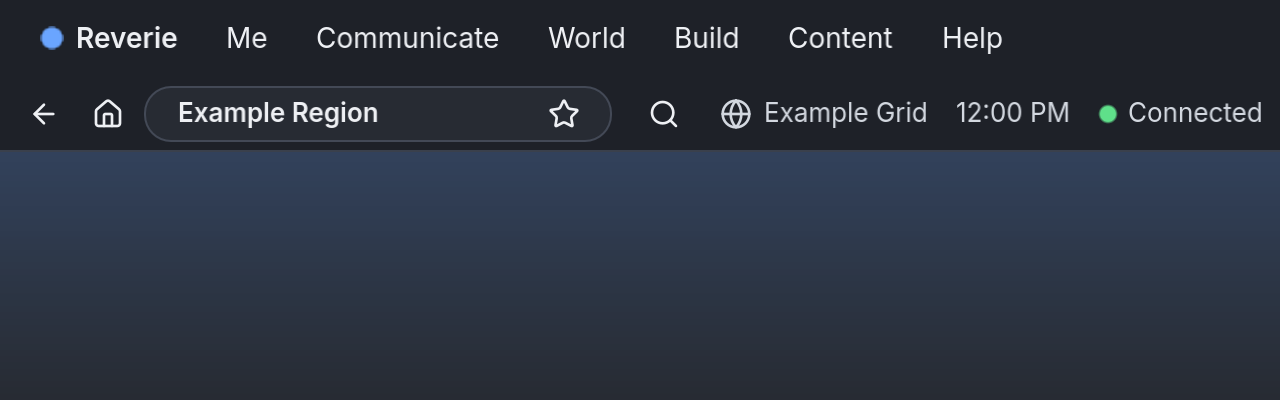 Reverie Me Communicate World Build Content Help
Example Region Example Grid 12:00 PM Connected